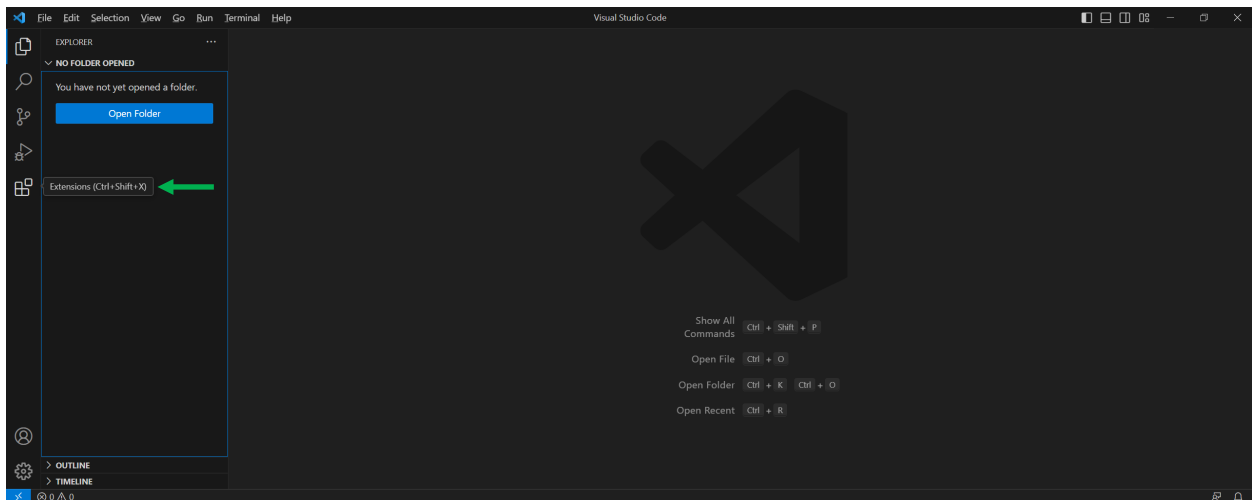 File Edit Selection View Go Run Terminal Help
Visual Studio Code
EXPLORER
NO FOLDER OPENED
You have not yet opened a folder.
Open Folder
Extensions (Ctrl+Shift+X)
Show All
Commands Ctrl + Shift + P
Open File Ctrl + O
Open Folder Ctrl + K Ctrl + O
Open Recent Ctrl + R
OUTLINE
TIMELINE
0 0